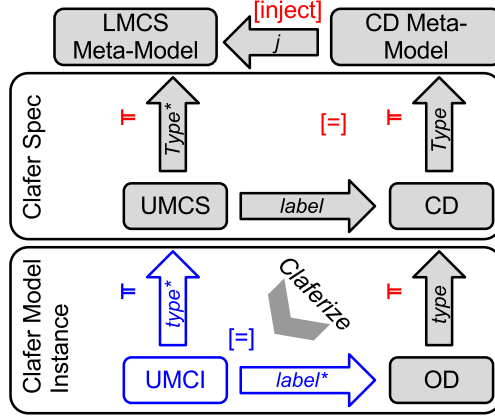 [inject]
LMCS
Meta-Model
j
CD Meta-
Model
Clafer Spec
⊨
Type*
[=]
⊨
Type
UMCS
label
CD
Clafer Model
Instance
⊨
type*
Claferize
⊨
type
[=]
UMCI
label*
OD